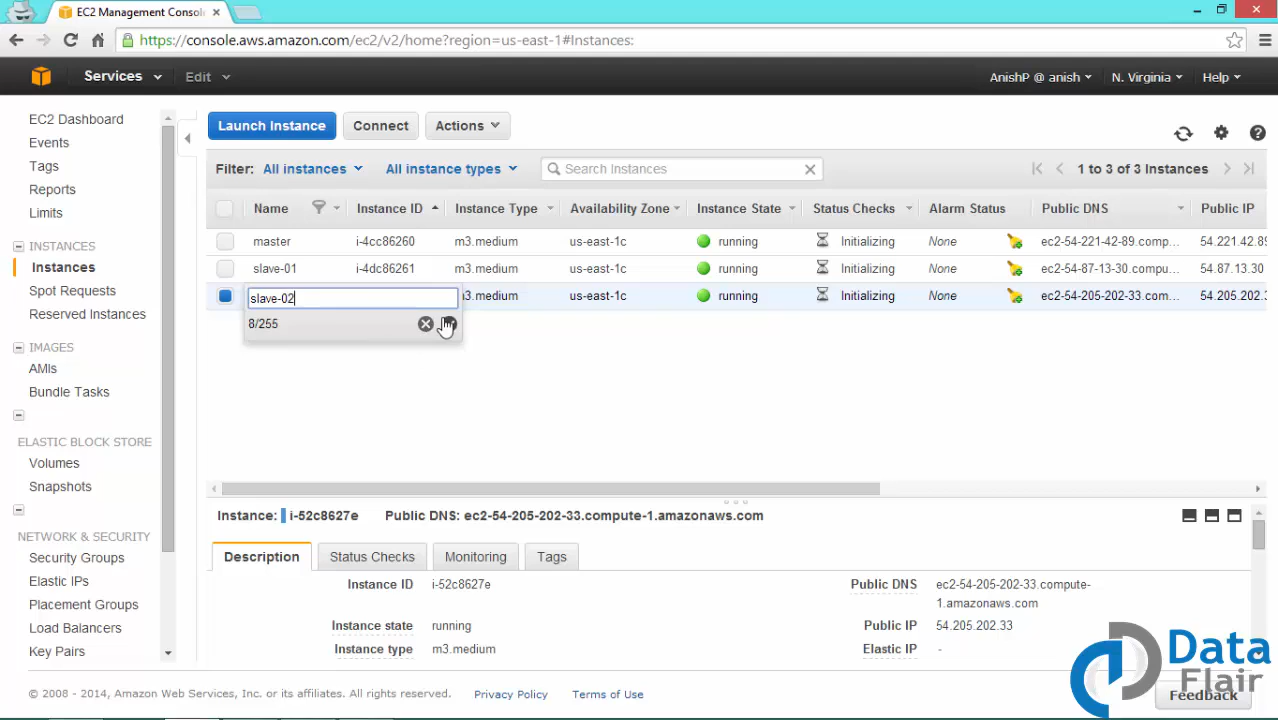 EC2 Management Consol
https://console.aws.amazon.com/ec2/v2/home?region=us-east-1#Instances:
Services Edit AnishP @ anish N. Virginia Help
EC2 Dashboard
Events
Tags
Reports
Limits
INSTANCES
Instances
Spot Requests
Reserved Instances
IMAGES
AMIs
Bundle Tasks
ELASTIC BLOCK STORE
Volumes
Snapshots
NETWORK & SECURITY
Security Groups
Elastic IPs
Placement Groups
Load Balancers
Key Pairs
Launch Instance Connect Actions
Filter: All instances All instance types Search Instances 1 to 3 of 3 Instances
Name Instance ID Instance Type Availability Zone Instance State Status Checks Alarm Status Public DNS Public IP
master i-4cc86260 m3.medium us-east-1c running Initializing None ec2-54-221-42-89.comp... 54.221.42.89
slave-01 i-4dc86261 m3.medium us-east-1c running Initializing None ec2-54-87-13-30.compu... 54.87.13.30
slave-02 m3.medium us-east-1c running Initializing None ec2-54-205-202-33.com... 54.205.202.3
8/255
Instance: i-52c8627e Public DNS: ec2-54-205-202-33.compute-1.amazonaws.com
Description Status Checks Monitoring Tags
Instance ID i-52c8627e Public DNS ec2-54-205-202-33.compute-
1.amazonaws.com
Instance state running Public IP 54.205.202.33
Instance type m3.medium Elastic IP -
Data
Flair
© 2008 - 2014, Amazon Web Services, Inc. or its affiliates. All rights reserved. Privacy Policy Terms of Use Feedback